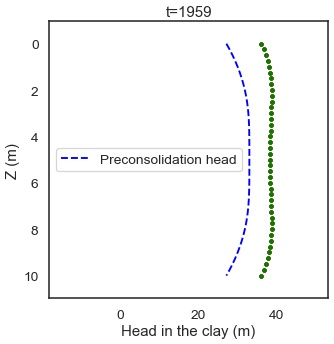 t=1959
0
2
4
6
8
10
Z (m)
Preconsolidation head
0 20 40
Head in the clay (m)